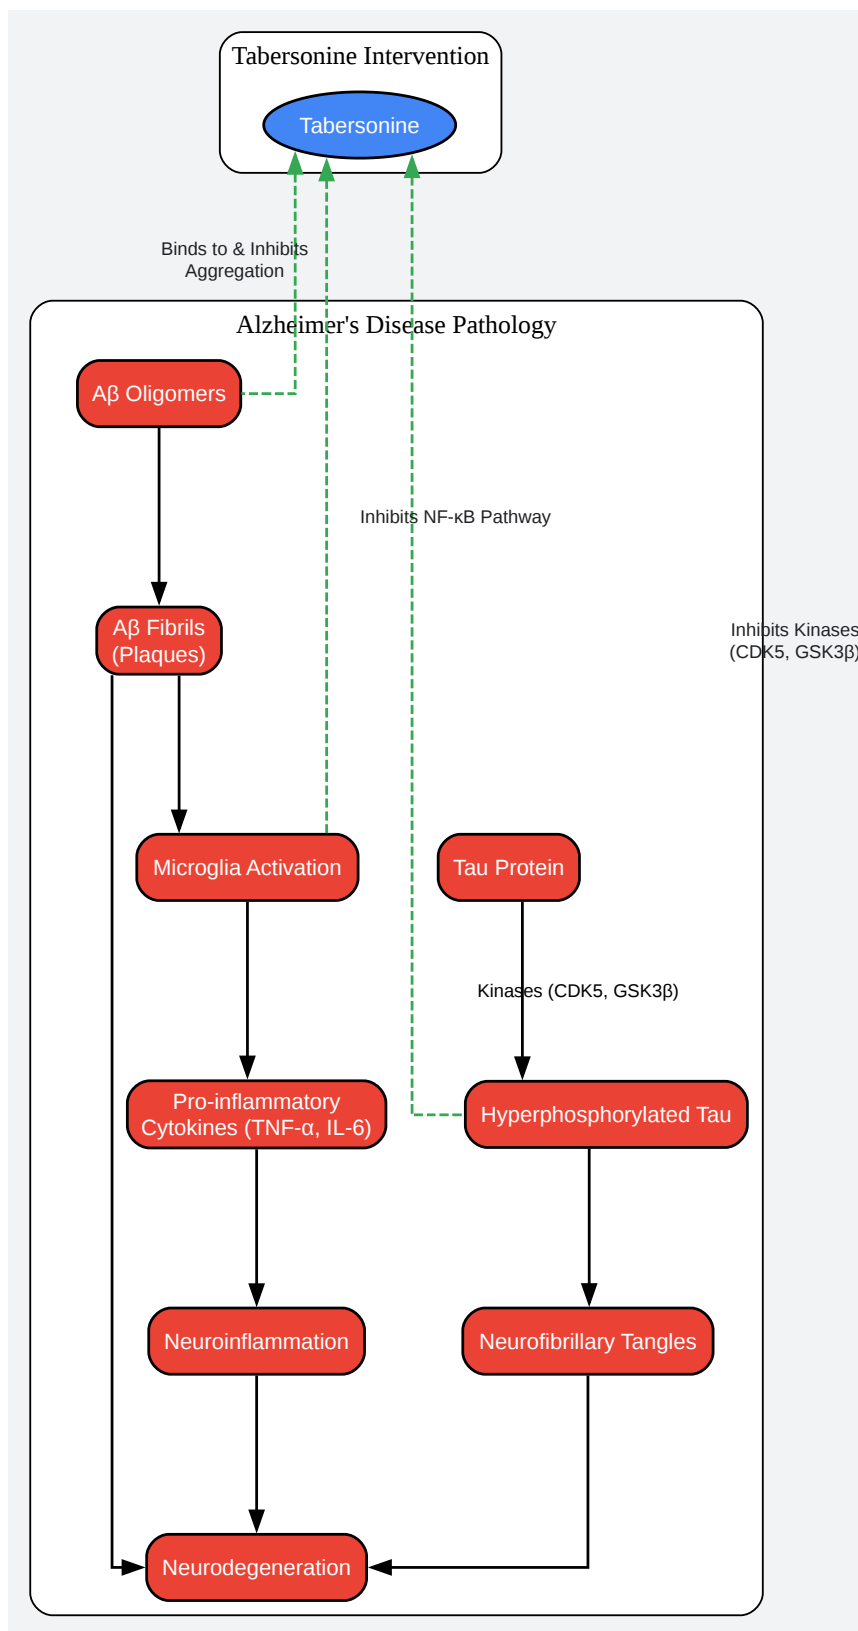 Tabersonine Intervention
Tabersonine
Binds to & Inhibits
Aggregation
Alzheimer's Disease Pathology
Aβ Oligomers
Inhibits NF-κB Pathway
Aβ Fibrils
(Plaques)
Inhibits Kinases
(CDK5, GSK3β)
Microglia Activation
Tau Protein
Kinases (CDK5, GSK3β)
Pro-inflammatory
Cytokines (TNF-α, IL-6)
Hyperphosphorylated Tau
Neuroinflammation
Neurofibrillary Tangles
Neurodegeneration